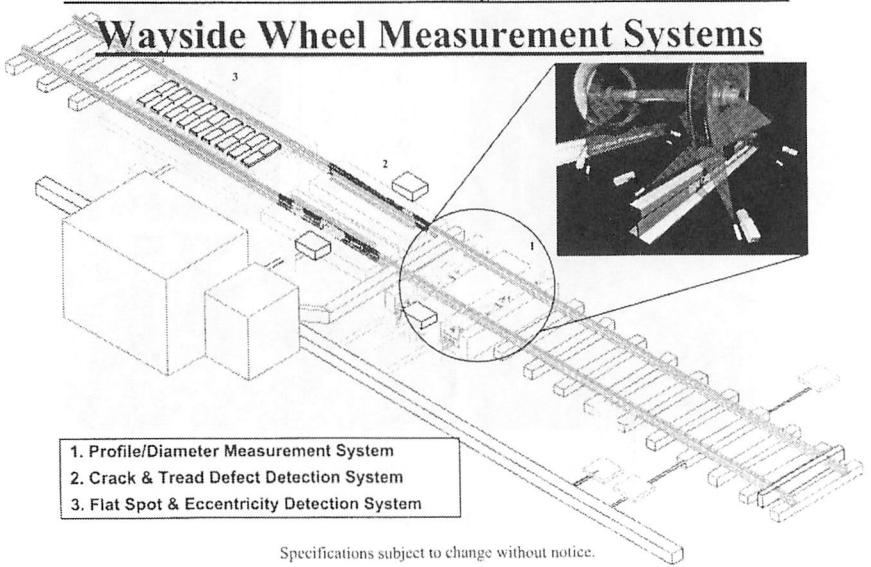 Wayside Wheel Measurement Systems
3
2
1
1. Profile/Diameter Measurement System
2. Crack & Tread Defect Detection System
3. Flat Spot & Eccentricity Detection System
Specifications subject to change without notice.